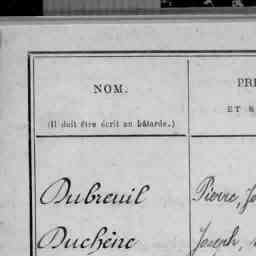 NOM.
PR
ET S
(Il doit être écrit en bâtarde.)
Dubreuil Pierre, J
Duchêne Joseph,